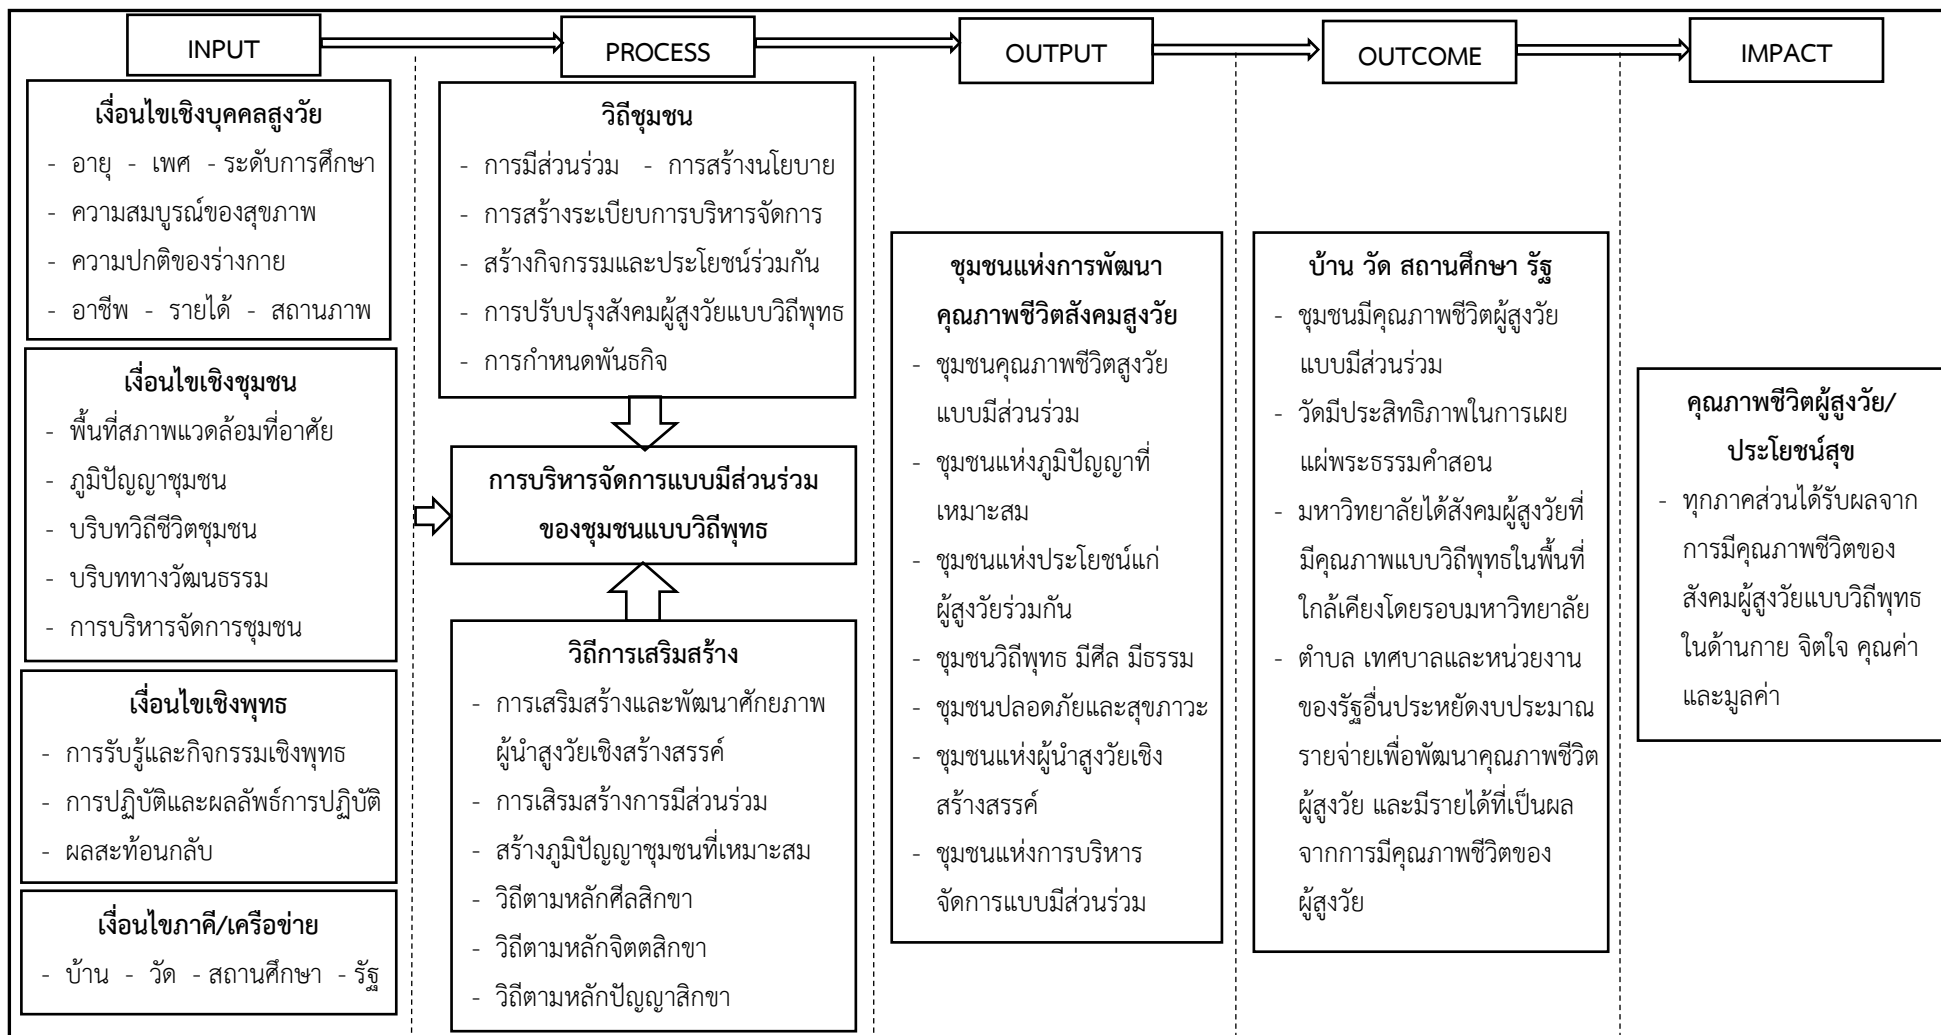 INPUT
PROCESS
OUTPUT
OUTCOME
IMPACT
เงื่อนไขเชิงบุคคลสูงวัย
- อายุ - เพศ - ระดับการศึกษา
- ความสมบูรณ์ของสุขภาพ
- ความปกติของร่างกาย
- อาชีพ - รายได้ - สถานภาพ
เงื่อนไขเชิงชุมชน
- พื้นที่สภาพแวดล้อมที่อาศัย
- ภูมิปัญญาชุมชน
- บริบทวิถีชีวิตชุมชน
- บริบททางวัฒนธรรม
- การบริหารจัดการชุมชน
เงื่อนไขเชิงพุทธ
- การรับรู้และกิจกรรมเชิงพุทธ
- การปฏิบัติและผลลัพธ์การปฏิบัติ
- ผลสะท้อนกลับ
เงื่อนไขภาคี/เครือข่าย
- บ้าน - วัด - สถานศึกษา - รัฐ
วิถีชุมชน
- การมีส่วนร่วม - การสร้างนโยบาย
- การสร้างระเบียบการบริหารจัดการ
- สร้างกิจกรรมและประโยชน์ร่วมกัน
- การปรับปรุงสังคมผู้สูงวัยแบบวิถีพุทธ
- การกำหนดพันธกิจ
การบริหารจัดการแบบมีส่วนร่วม
ของชุมชนแบบวิถีพุทธ
วิถีการเสริมสร้าง
- การเสริมสร้างและพัฒนาศักยภาพ
ผู้นำสูงวัยเชิงสร้างสรรค์
- การเสิรมสร้างการมีส่วนร่วม
- สร้างภูมิปัญญาชุมชนที่เหมาะสม
- วิถีตามหลักศีลสิกขา
- วิถีตามหลักจิตตสิกขา
- วิถีตามหลักปัญญาสิกขา
ชุมชนแห่งการพัฒนา
คุณภาพชีวิตสังคมสูงวัย
- ชุมชนคุณภาพชีวิตสูงวัย
แบบมีส่วนร่วม
- ชุมชนแห่งภูมิปัญญาที่
เหมาะสม
- ชุมชนแห่งประโยชน์แก่
ผู้สูงวัยร่วมกัน
- ชุมชนวิถีพุทธ มีศีล มีธรรม
- ชุมชนปลอดภัยและสุขภาวะ
- ชุมชนแห่งผู้นำสูงวัยเชิง
สร้างสรรค์
- ชุมชนแห่งการบริหาร
จัดการแบบมีส่วนร่วม
บ้าน วัด สถานศึกษา รัฐ
- ชุมชนมีคุณภาพชีวิตผู้สูงวัย
แบบมีส่วนร่วม
- วัดมีประสิทธิภาพในการเผย
แผ่พระธรรมคำสอน
- มหาวิทยาลัยได้สังคมผู้สูงวัยที่
มีคุณภาพแบบวิถีพุทธในพื้นที่
ใกล้เคียงโดยรอบมหาวิทยาลัย
- ตำบล เทศบาลและหน่วยงาน
ของรัฐอื่นประหยัดงบประมาณ
รายจ่ายเพื่อพัฒนาคุณภาพชีวิต
ผู้สูงวัย และมีรายได้ที่เป็นผล
จากการมีคุณภาพชีวิตของ
ผู้สูงวัย
คุณภาพชีวิตผู้สูงวัย/
ประโยชน์สุข
- ทุกภาคส่วนได้รับผลจาก
การมีคุณภาพชีวิตของ
สังคมผู้สูงวัยแบบวิถีพุทธ
ในด้านกาย จิตใจ คุณค่า
และมูลค่า